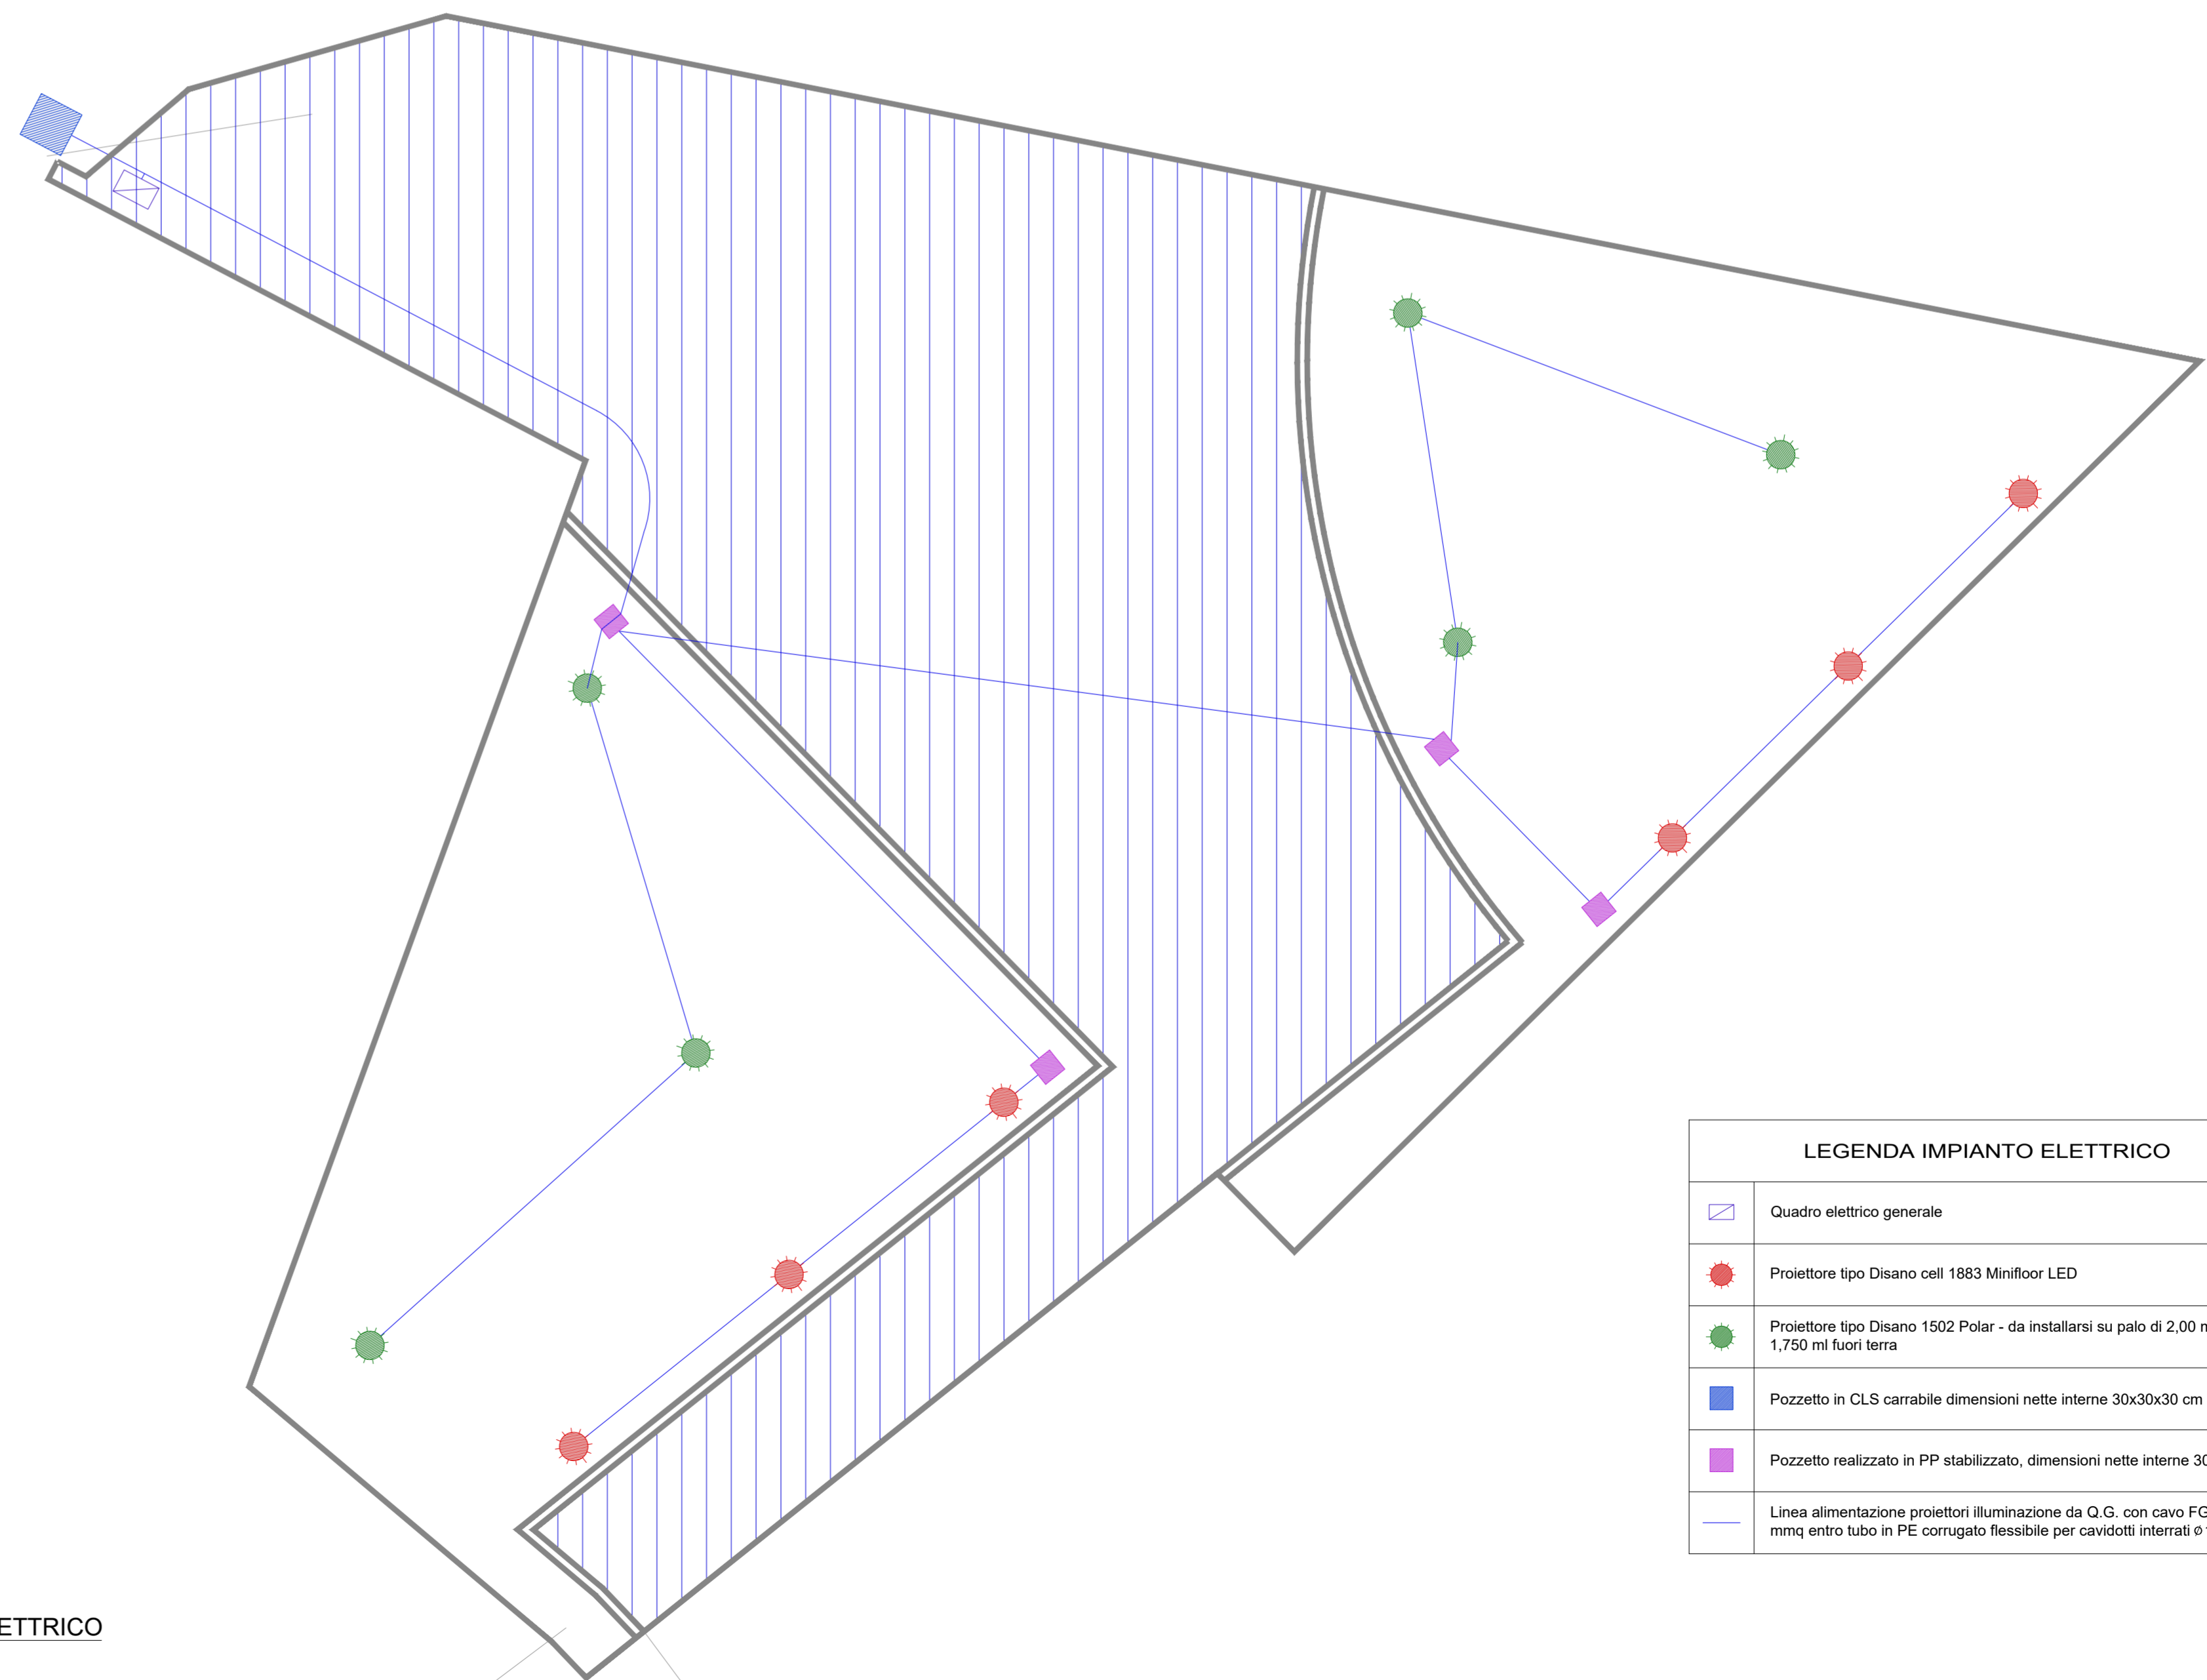 LEGENDA IMPIANTO ELETTRICO
Quadro elettrico generale
Proiettore tipo Disano cell 1883 Minifloor LED
Proiettore tipo Disano 1502 Polar - da installarsi su palo di 2,00 m
1,750 ml fuori terra
Pozzetto in CLS carrabile dimensioni nette interne 30x30x30 cm
Pozzetto realizzato in PP stabilizzato, dimensioni nette interne 30
Linea alimentazione proiettori illuminazione da Q.G. con cavo FG
mmq entro tubo in PE corrugato flessibile per cavidotti interrati ⌀
ETTRICO